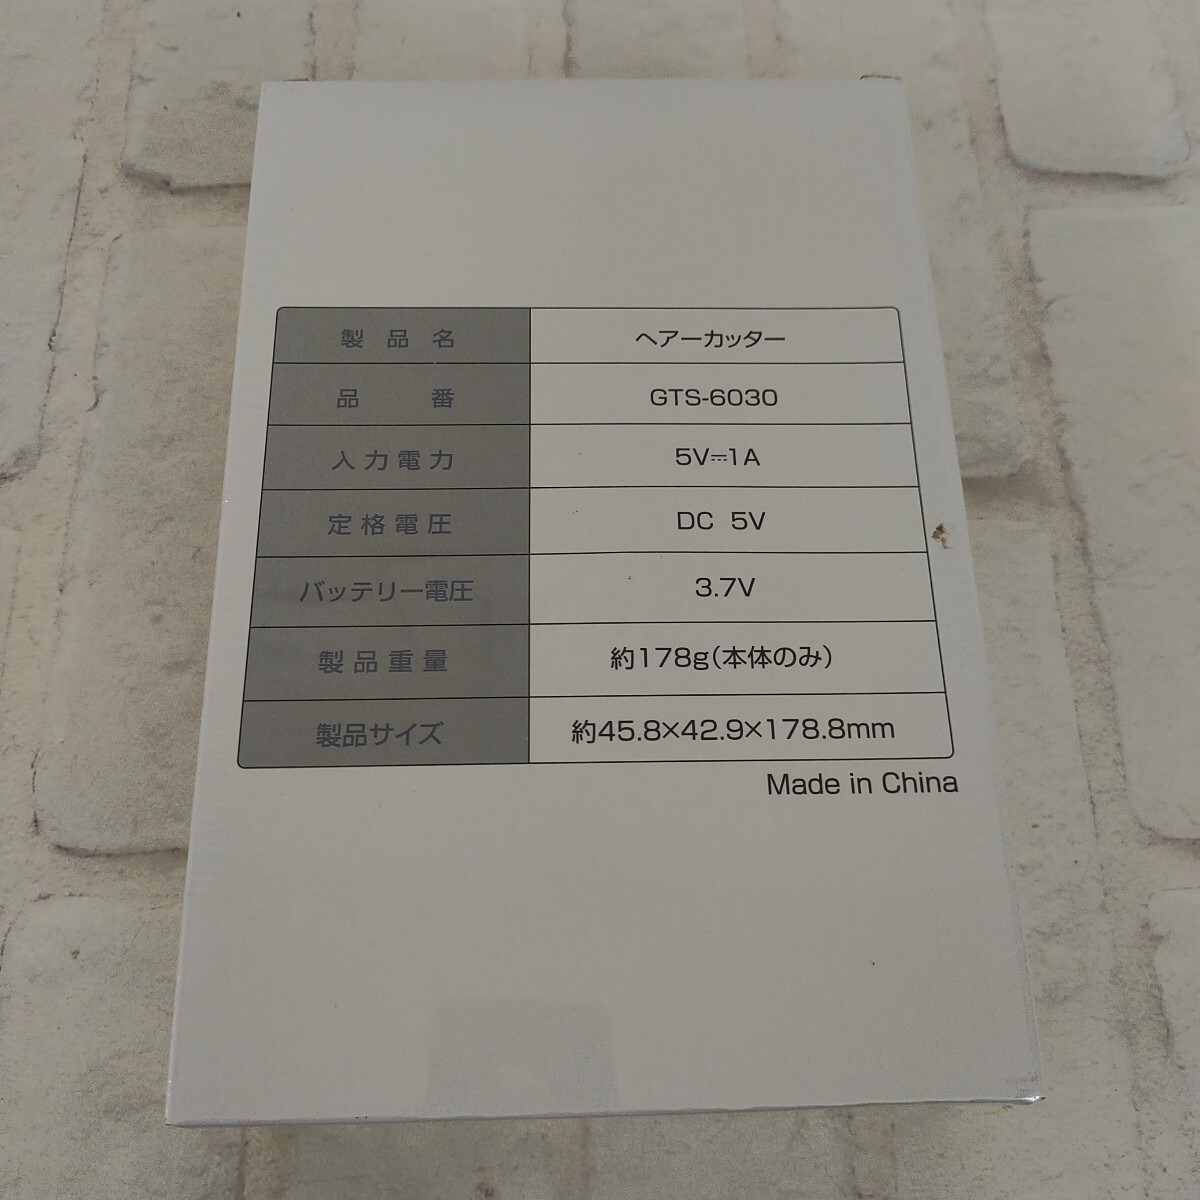 製品名 ヘアーカッター
品番 GTS-6030
入力電力 5V⎓1A
定格電圧 DC 5V
バッテリー電圧 3.7V
製品重量 約178g(本体のみ)
製品サイズ 約45.8×42.9×178.8mm
Made in China